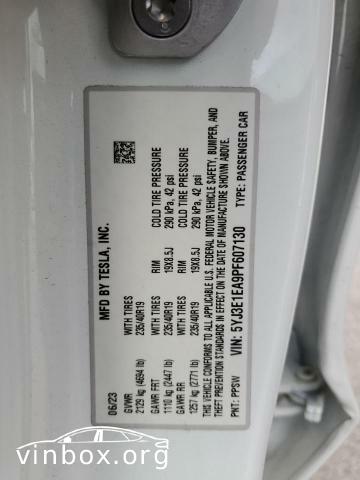 MFD BY TESLA, INC.
06/23
GVWR WITH TIRES RIM COLD TIRE PRESSURE
2129 kg (4694 lb) 235/40R19 19X8.5J 290 kPa, 42 psi
GAWR FRT WITH TIRES RIM COLD TIRE PRESSURE
1110 kg (2447 lb) 235/40R19 19X8.5J 290 kPa, 42 psi
GAWR RR
1257 kg (2771 lb)
THIS VEHICLE CONFORMS TO ALL APPLICABLE U.S. FEDERAL MOTOR VEHICLE SAFETY, BUMPER, AND
THEFT PREVENTION STANDARDS IN EFFECT ON THE DATE OF MANUFACTURE SHOWN ABOVE.
VIN: 5YJ3E1EA9PF607130
PNT: PPSW TYPE: PASSENGER CAR
vinbox.org
vinbox.org